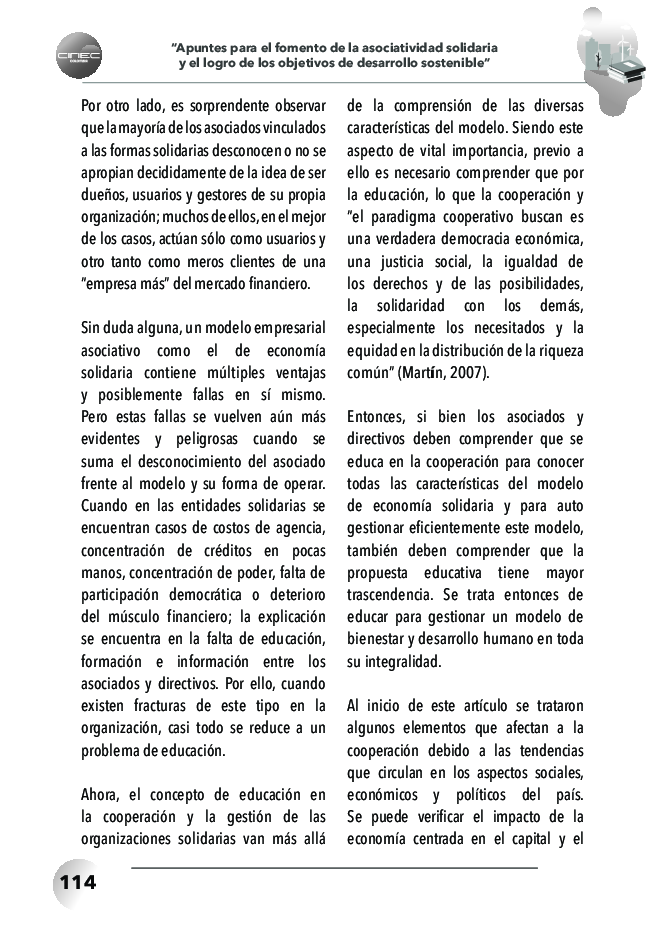 CINEC
"Apuntes para el fomento de la asociatividad solidaria
y el logro de los objetivos de desarrollo sostenible"
Por otro lado, es sorprendente observar
que la mayoría de los asociados vinculados
a las formas solidarias desconocen o no se
apropian decididamente de la idea de ser
dueños, usuarios y gestores de su propia
organización; muchos de ellos, en el mejor
de los casos, actúan sólo como usuarios y
otro tanto como meros clientes de una
"empresa más" del mercado financiero.
Sin duda alguna, un modelo empresarial
asociativo como el de economía
solidaria contiene múltiples ventajas
y posiblemente fallas en sí mismo.
Pero estas fallas se vuelven aún más
evidentes y peligrosas cuando se
suma el desconocimiento del asociado
frente al modelo y su forma de operar.
Cuando en las entidades solidarias se
encuentran casos de costos de agencia,
concentración de créditos en pocas
manos, concentración de poder, falta de
participación democrática o deterioro
del músculo financiero; la explicación
se encuentra en la falta de educación,
formación e información entre los
asociados y directivos. Por ello, cuando
existen fracturas de este tipo en la
organización, casi todo se reduce a un
problema de educación.
Ahora, el concepto de educación en
la cooperación y la gestión de las
organizaciones solidarias van más allá
de la comprensión de las diversas
características del modelo. Siendo este
aspecto de vital importancia, previo a
ello es necesario comprender que por
la educación, lo que la cooperación y
"el paradigma cooperativo buscan es
una verdadera democracia económica,
una justicia social, la igualdad de
los derechos y de las posibilidades,
la solidaridad con los demás,
especialmente los necesitados y la
equidad en la distribución de la riqueza
común" (Martín, 2007).
Entonces, si bien los asociados y
directivos deben comprender que se
educa en la cooperación para conocer
todas las características del modelo
de economía solidaria y para auto
gestionar eficientemente este modelo,
también deben comprender que la
propuesta educativa tiene mayor
trascendencia. Se trata entonces de
educar para gestionar un modelo de
bienestar y desarrollo humano en toda
su integralidad.
Al inicio de este artículo se trataron
algunos elementos que afectan a la
cooperación debido a las tendencias
que circulan en los aspectos sociales,
económicos y políticos del país.
Se puede verificar el impacto de la
economía centrada en el capital y el
114